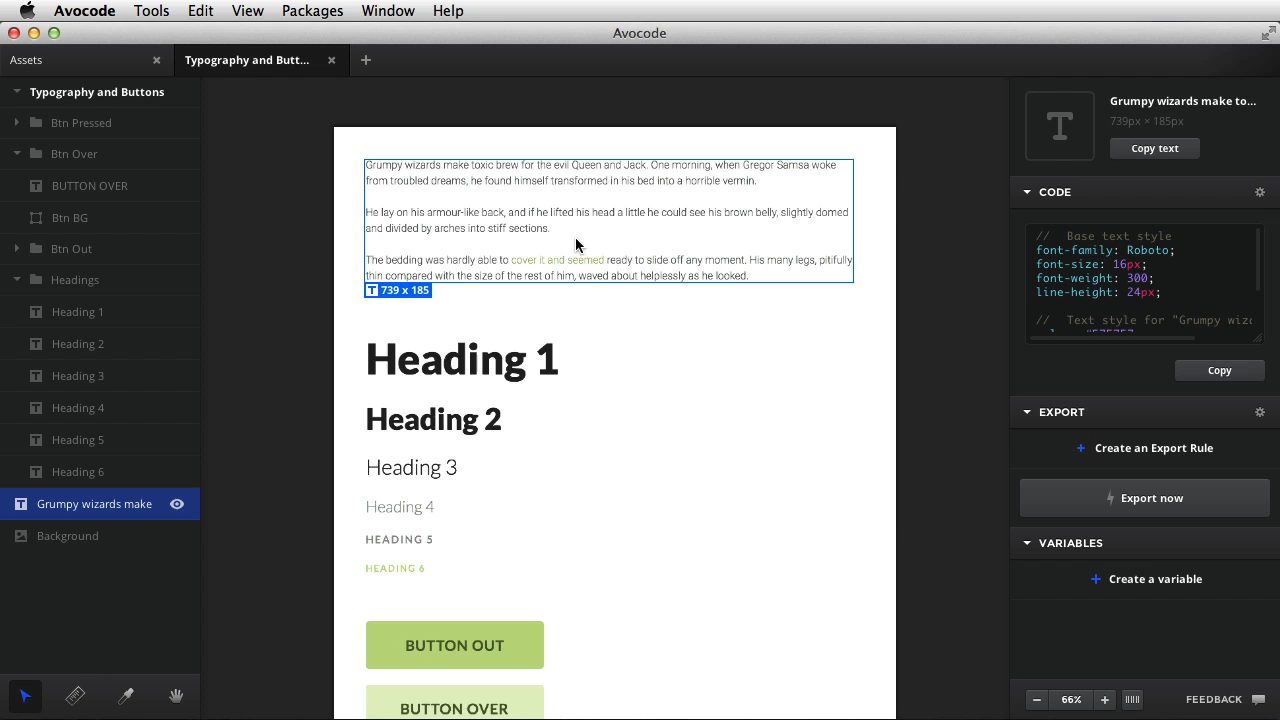 Avocode Tools Edit View Packages Window Help
Avocode
Assets
Typography and Butt...
Typography and Buttons
Btn Pressed
Btn Over
BUTTON OVER
Btn BG
Btn Out
Headings
Heading 1
Heading 2
Heading 3
Heading 4
Heading 5
Heading 6
Grumpy wizards make
Background
Grumpy wizards make toxic brew for the evil Queen and Jack. One morning, when Gregor Samsa woke
from troubled dreams, he found himself transformed in his bed into a horrible vermin.
He lay on his armour-like back, and if he lifted his head a little he could see his brown belly, slightly domed
and divided by arches into stiff sections.
The bedding was hardly able to cover it and seemed ready to slide off any moment. His many legs, pitifully
thin compared with the size of the rest of him, waved about helplessly as he looked.
T 739 x 185
Heading 1
Heading 2
Heading 3
Heading 4
HEADING 5
HEADING 6
BUTTON OUT
BUTTON OVER
T
Grumpy wizards make to...
739px × 185px
Copy text
CODE
// Base text style
font-family: Roboto;
font-size: 16px;
font-weight: 300;
line-height: 24px;
// Text style for "Grumpy wiz
Copy
EXPORT
+ Create an Export Rule
Export now
VARIABLES
+ Create a variable
− 66% +
FEEDBACK